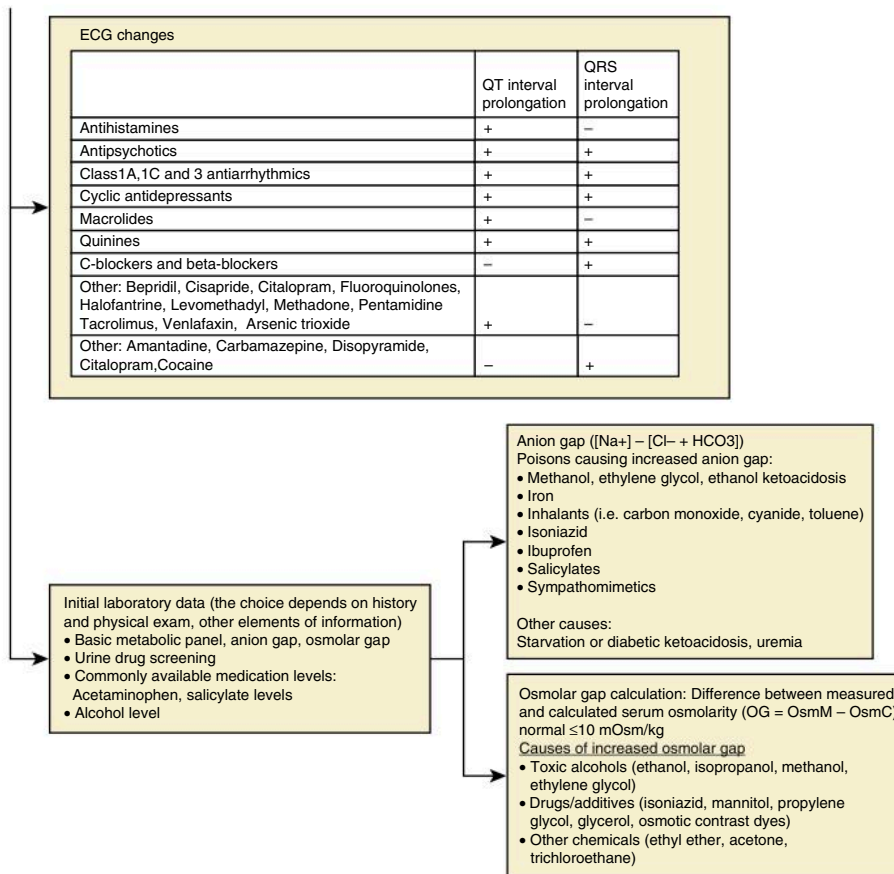 ECG changes
QT interval prolongation QRS interval prolongation
Antihistamines + –
Antipsychotics + +
Class1A,1C and 3 antiarrhythmics + +
Cyclic antidepressants + +
Macrolides + –
Quinines + +
C-blockers and beta-blockers – +
Other: Bepridil, Cisapride, Citalopram, Fluoroquinolones,
Halofantrine, Levomethadyl, Methadone, Pentamidine
Tacrolimus, Venlafaxin, Arsenic trioxide + –
Other: Amantadine, Carbamazepine, Disopyramide,
Citalopram,Cocaine – +
Initial laboratory data (the choice depends on history
and physical exam, other elements of information)
• Basic metabolic panel, anion gap, osmolar gap
• Urine drug screening
• Commonly available medication levels:
Acetaminophen, salicylate levels
• Alcohol level
Anion gap ([Na+] – [Cl– + HCO3])
Poisons causing increased anion gap:
• Methanol, ethylene glycol, ethanol ketoacidosis
• Iron
• Inhalants (i.e. carbon monoxide, cyanide, toluene)
• Isoniazid
• Ibuprofen
• Salicylates
• Sympathomimetics
Other causes:
Starvation or diabetic ketoacidosis, uremia
Osmolar gap calculation: Difference between measured
and calculated serum osmolarity (OG = OsmM – OsmC)
normal ≤10 mOsm/kg
Causes of increased osmolar gap
• Toxic alcohols (ethanol, isopropanol, methanol,
ethylene glycol)
• Drugs/additives (isoniazid, mannitol, propylene
glycol, glycerol, osmotic contrast dyes)
• Other chemicals (ethyl ether, acetone,
trichloroethane)